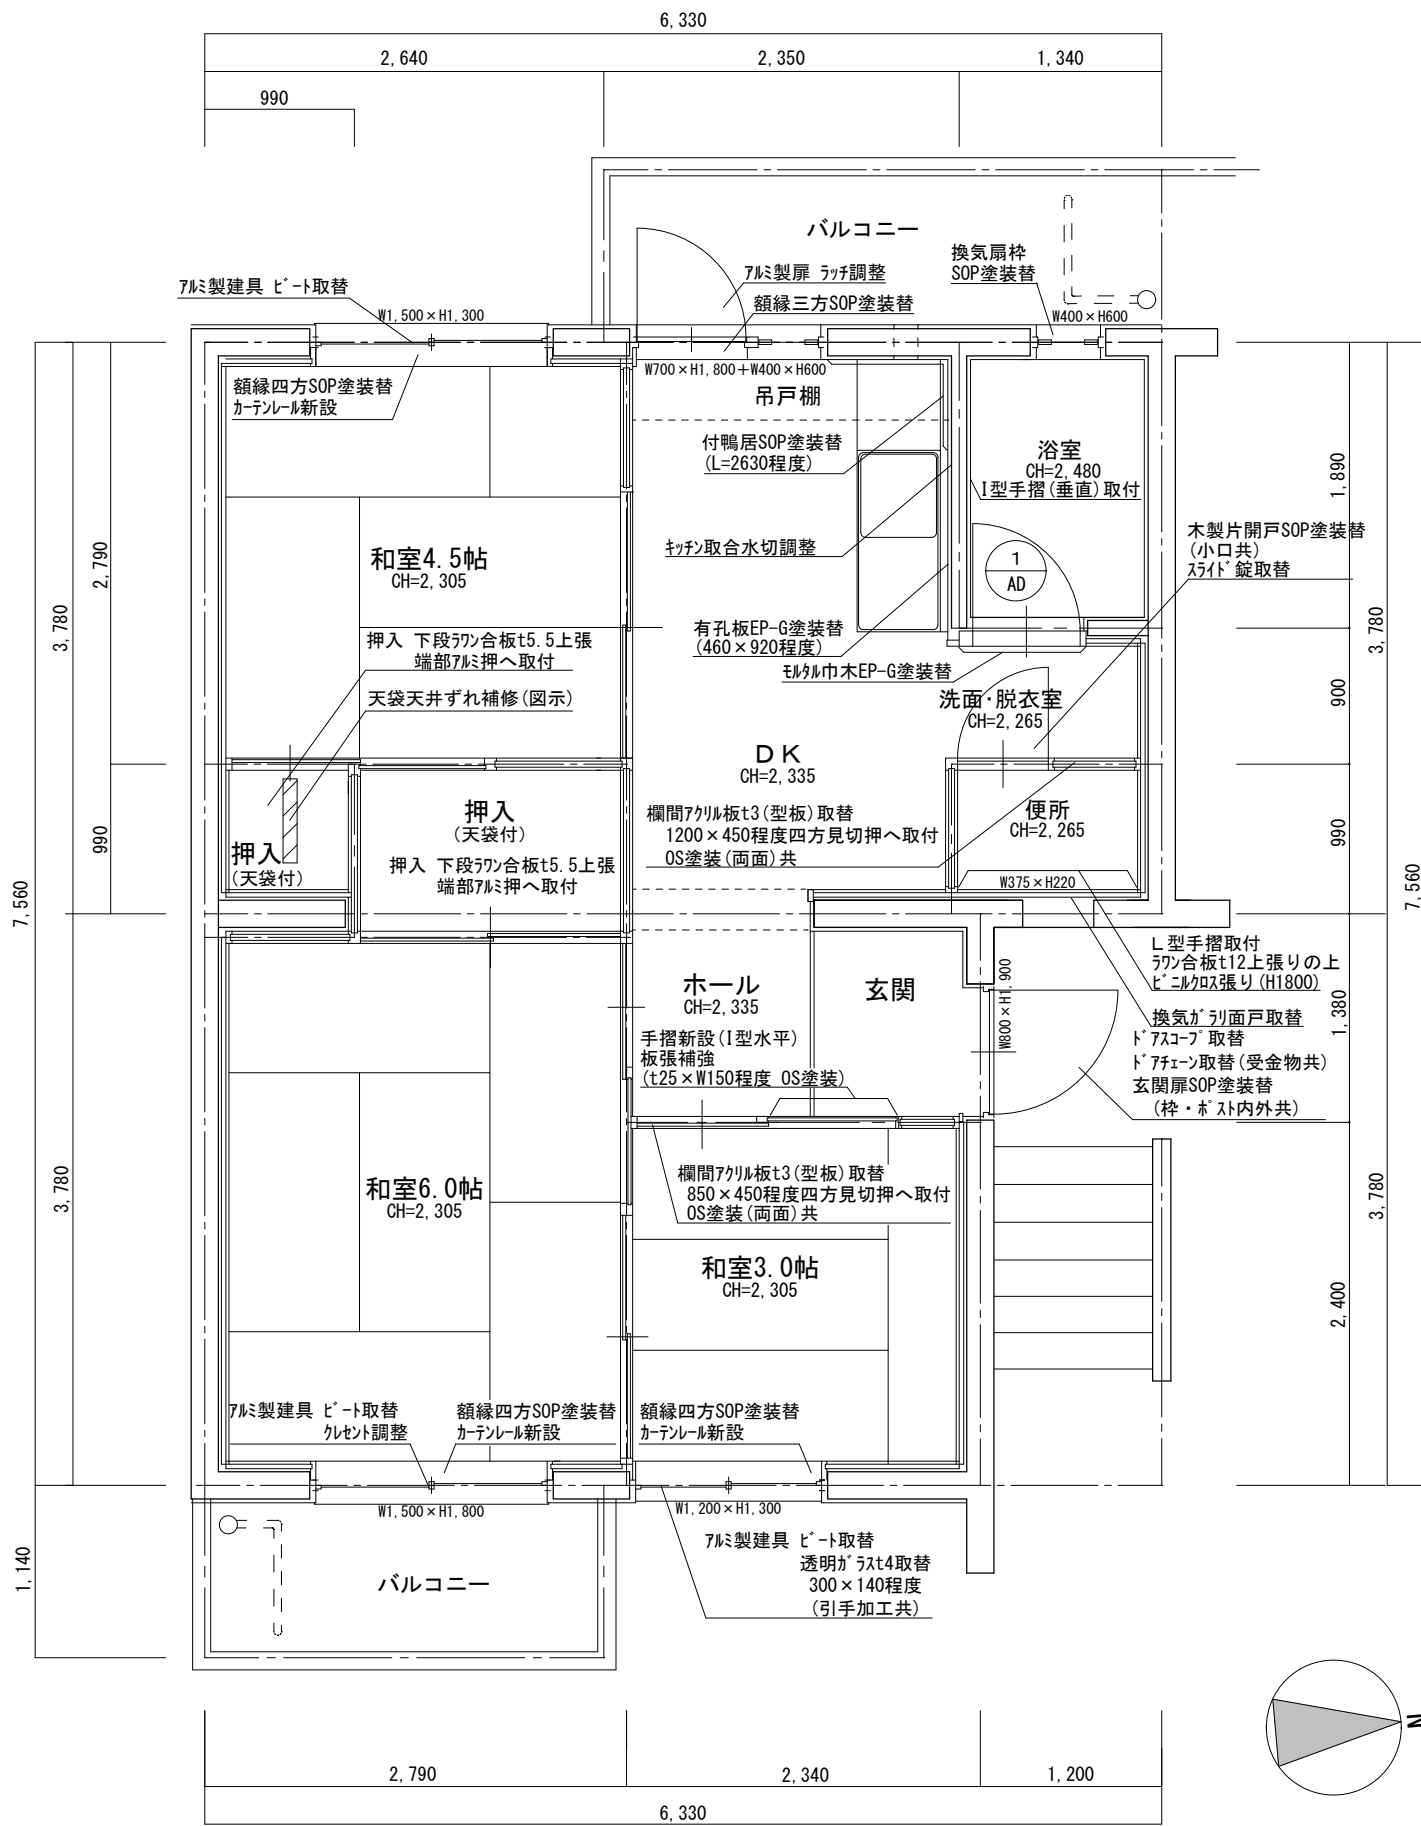 6,330
2,640
2,350
1,340
990
バルコニー
換気扇枠
SOP塗装替
W400×H600
アルミ製扉 ラッチ調整
額縁三方SOP塗装替
アルミ製建具 ビート取替
W1,500×H1,300
額縁四方SOP塗装替
カーテンレール新設
W700×H1,800+W400×H600
吊戸棚
付鴨居SOP塗装替
(L=2630程度)
浴室
CH=2,480
I型手摺(垂直)取付
キッチン取合水切調整
1
AD
木製片開戸SOP塗装替
(小口共)
スライド錠取替
和室4.5帖
CH=2,305
有孔板EP-G塗装替
(460×920程度)
モルタル巾木EP-G塗装替
押入 下段ラワン合板t5.5上張
端部アルミ押へ取付
天袋天井ずれ補修(図示)
洗面・脱衣室
CH=2,265
DK
CH=2,335
押入
(天袋付)
押入
(天袋付)
押入 下段ラワン合板t5.5上張
端部アルミ押へ取付
欄間アクリル板t3(型板)取替
1200×450程度四方見切押へ取付
OS塗装(両面)共
便所
CH=2,265
W375×H220
L型手摺取付
ラワン合板t12上張りの上
ビニルクロス張り(H1800)
換気ガラリ面戸取替
ドアスコープ取替
ドアチェーン取替(受金物共)
玄関扉SOP塗装替
(枠・ポスト内外共)
ホール
CH=2,335
玄関
W800×H1,900
手摺新設(I型水平)
板張補強
(t25×W150程度 OS塗装)
欄間アクリル板t3(型板)取替
850×450程度四方見切押へ取付
OS塗装(両面)共
和室6.0帖
CH=2,305
和室3.0帖
CH=2,305
アルミ製建具 ビート取替
クレセント調整
額縁四方SOP塗装替
カーテンレール新設
額縁四方SOP塗装替
カーテンレール新設
W1,500×H1,800
W1,200×H1,300
アルミ製建具 ビート取替
透明ガラスt4取替
300×140程度
(引手加工共)
バルコニー
7,560
3,780
3,780
1,140
2,790
990
1,890
900
990
1,380
2,400
3,780
3,780
7,560
N
2,790
2,340
1,200
6,330